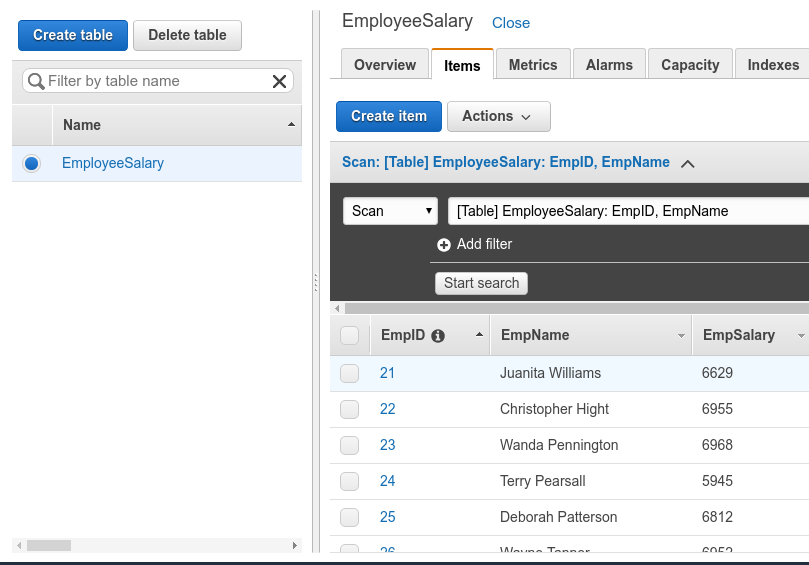 Create table
Delete table
Filter by table name
Name
EmployeeSalary
EmployeeSalary Close
Overview Items Metrics Alarms Capacity Indexes
Create item Actions
Scan: [Table] EmployeeSalary: EmpID, EmpName
Scan [Table] EmployeeSalary: EmpID, EmpName
Add filter
Start search
EmpID EmpName EmpSalary
21 Juanita Williams 6629
22 Christopher Hight 6955
23 Wanda Pennington 6968
24 Terry Pearsall 5945
25 Deborah Patterson 6812